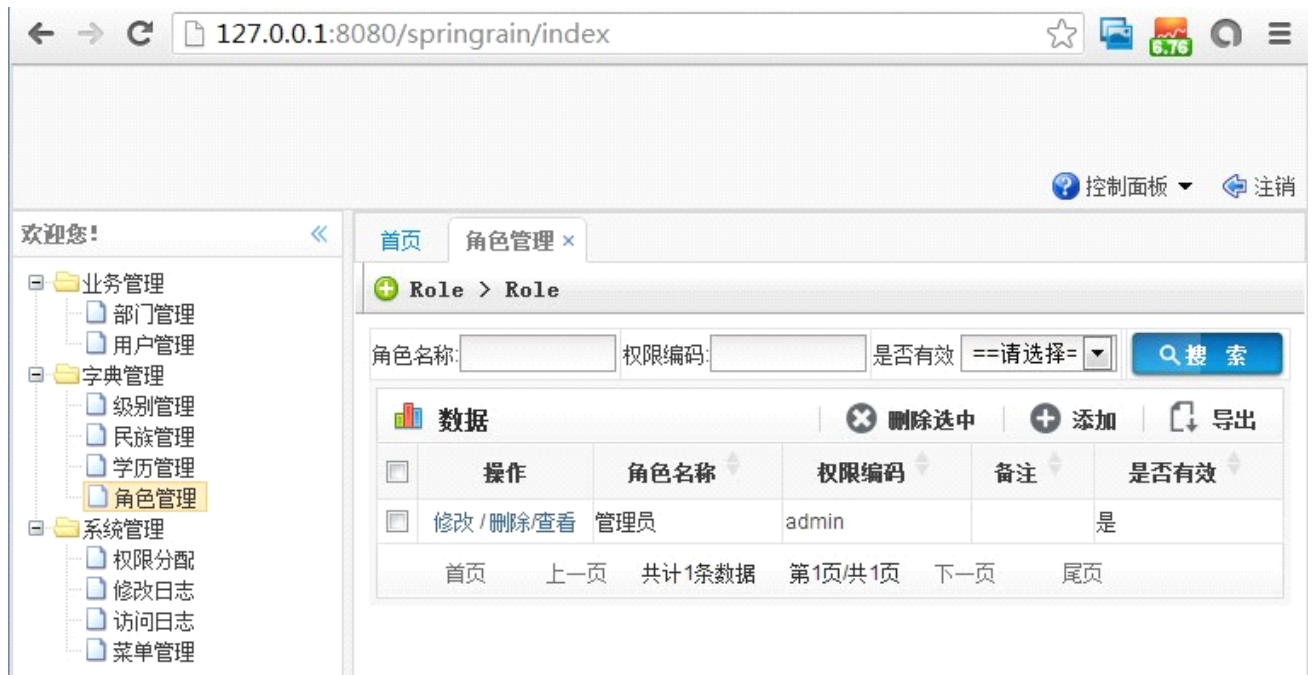 127.0.0.1:8080/springrain/index
6.76
控制面板 注销
欢迎您!
首页 角色管理 ×
业务管理
部门管理
用户管理
字典管理
级别管理
民族管理
学历管理
角色管理
系统管理
权限分配
修改日志
访问日志
菜单管理
Role > Role
角色名称: 权限编码: 是否有效 ==请选择= 搜 索
数据 删除选中 添加 导出
操作 角色名称 权限编码 备注 是否有效
修改 / 删除/查看 管理员 admin 是
首页 上一页 共计1条数据 第1页/共1页 下一页 尾页